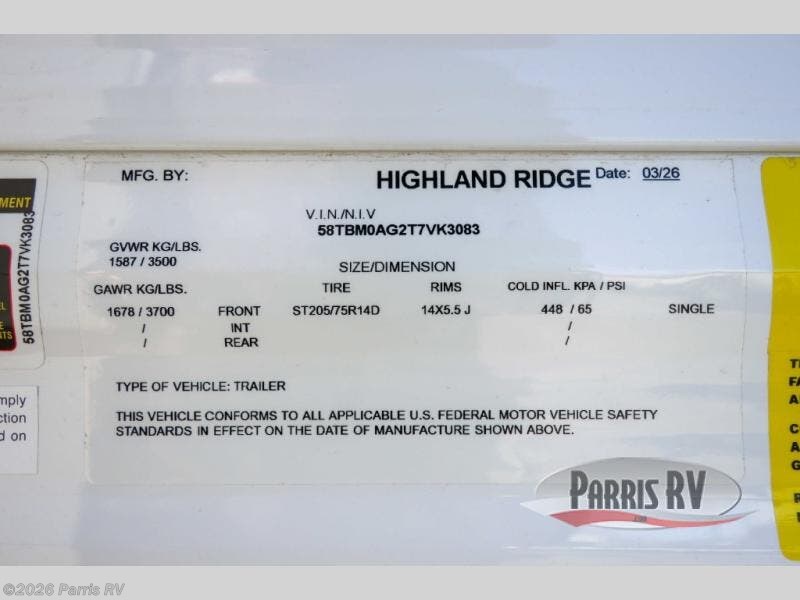 MFG. BY: HIGHLAND RIDGE Date: 03/26
V.I.N./N.I.V
58TBM0AG2T7VK3083
GVWR KG/LBS.
1587 / 3500
SIZE/DIMENSION
GAWR KG/LBS. TIRE RIMS COLD INFL. KPA / PSI
1678 / 3700 FRONT ST205/75R14D 14X5.5 J 448 / 65 SINGLE
/ INT /
/ REAR /
TYPE OF VEHICLE: TRAILER
THIS VEHICLE CONFORMS TO ALL APPLICABLE U.S. FEDERAL MOTOR VEHICLE SAFETY
STANDARDS IN EFFECT ON THE DATE OF MANUFACTURE SHOWN ABOVE.
58TBM0AG2T7VK3083
d on
PARRIS RV
©2026 Parris RV